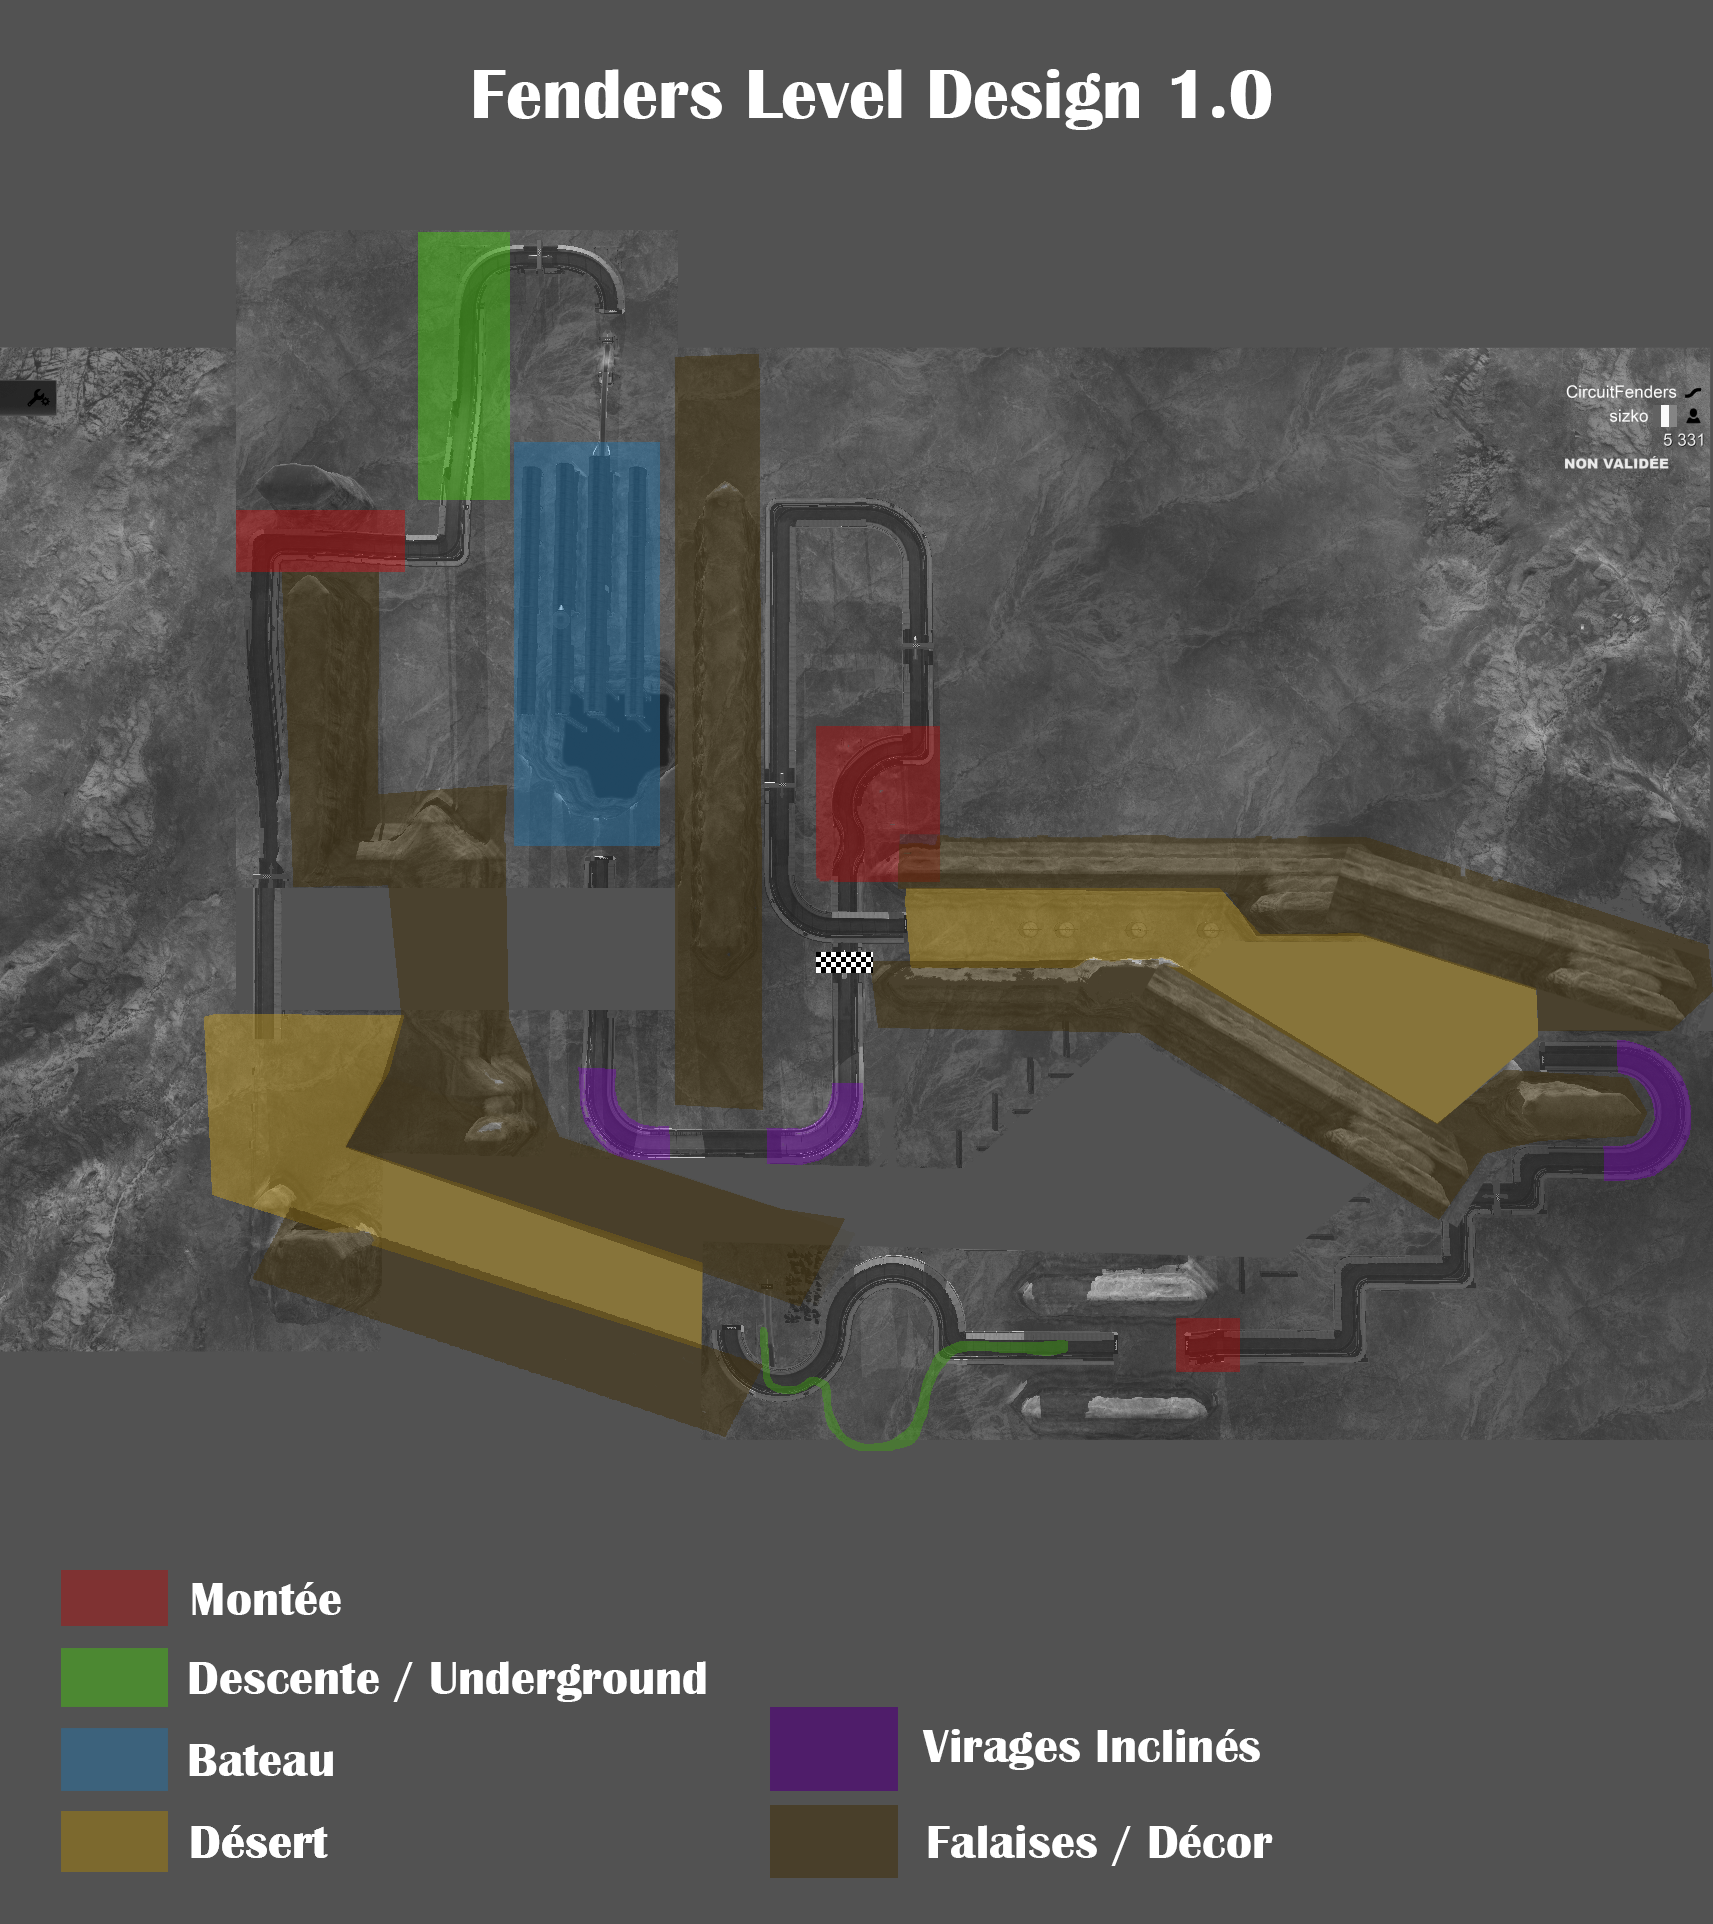 Fenders Level Design 1.0
CircuitFenders
sizko
5 331
NON VALIDÉE
Montée
Descente / Underground
Bateau
Désert
Virages Inclinés
Falaises / Décor